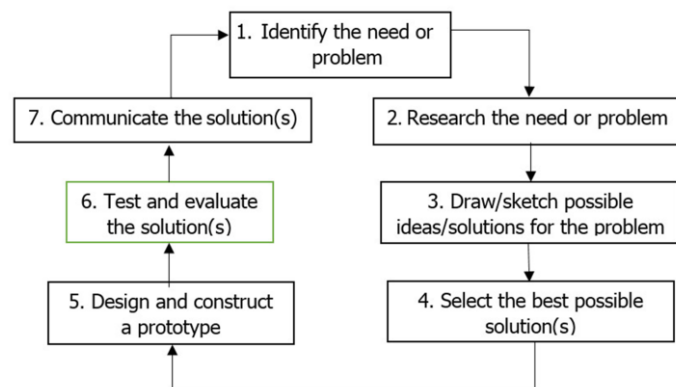 1. Identify the need or
problem
2. Research the need or problem
3. Draw/sketch possible
ideas/solutions for the problem
4. Select the best possible
solution(s)
5. Design and construct
a prototype
6. Test and evaluate
the solution(s)
7. Communicate the solution(s)